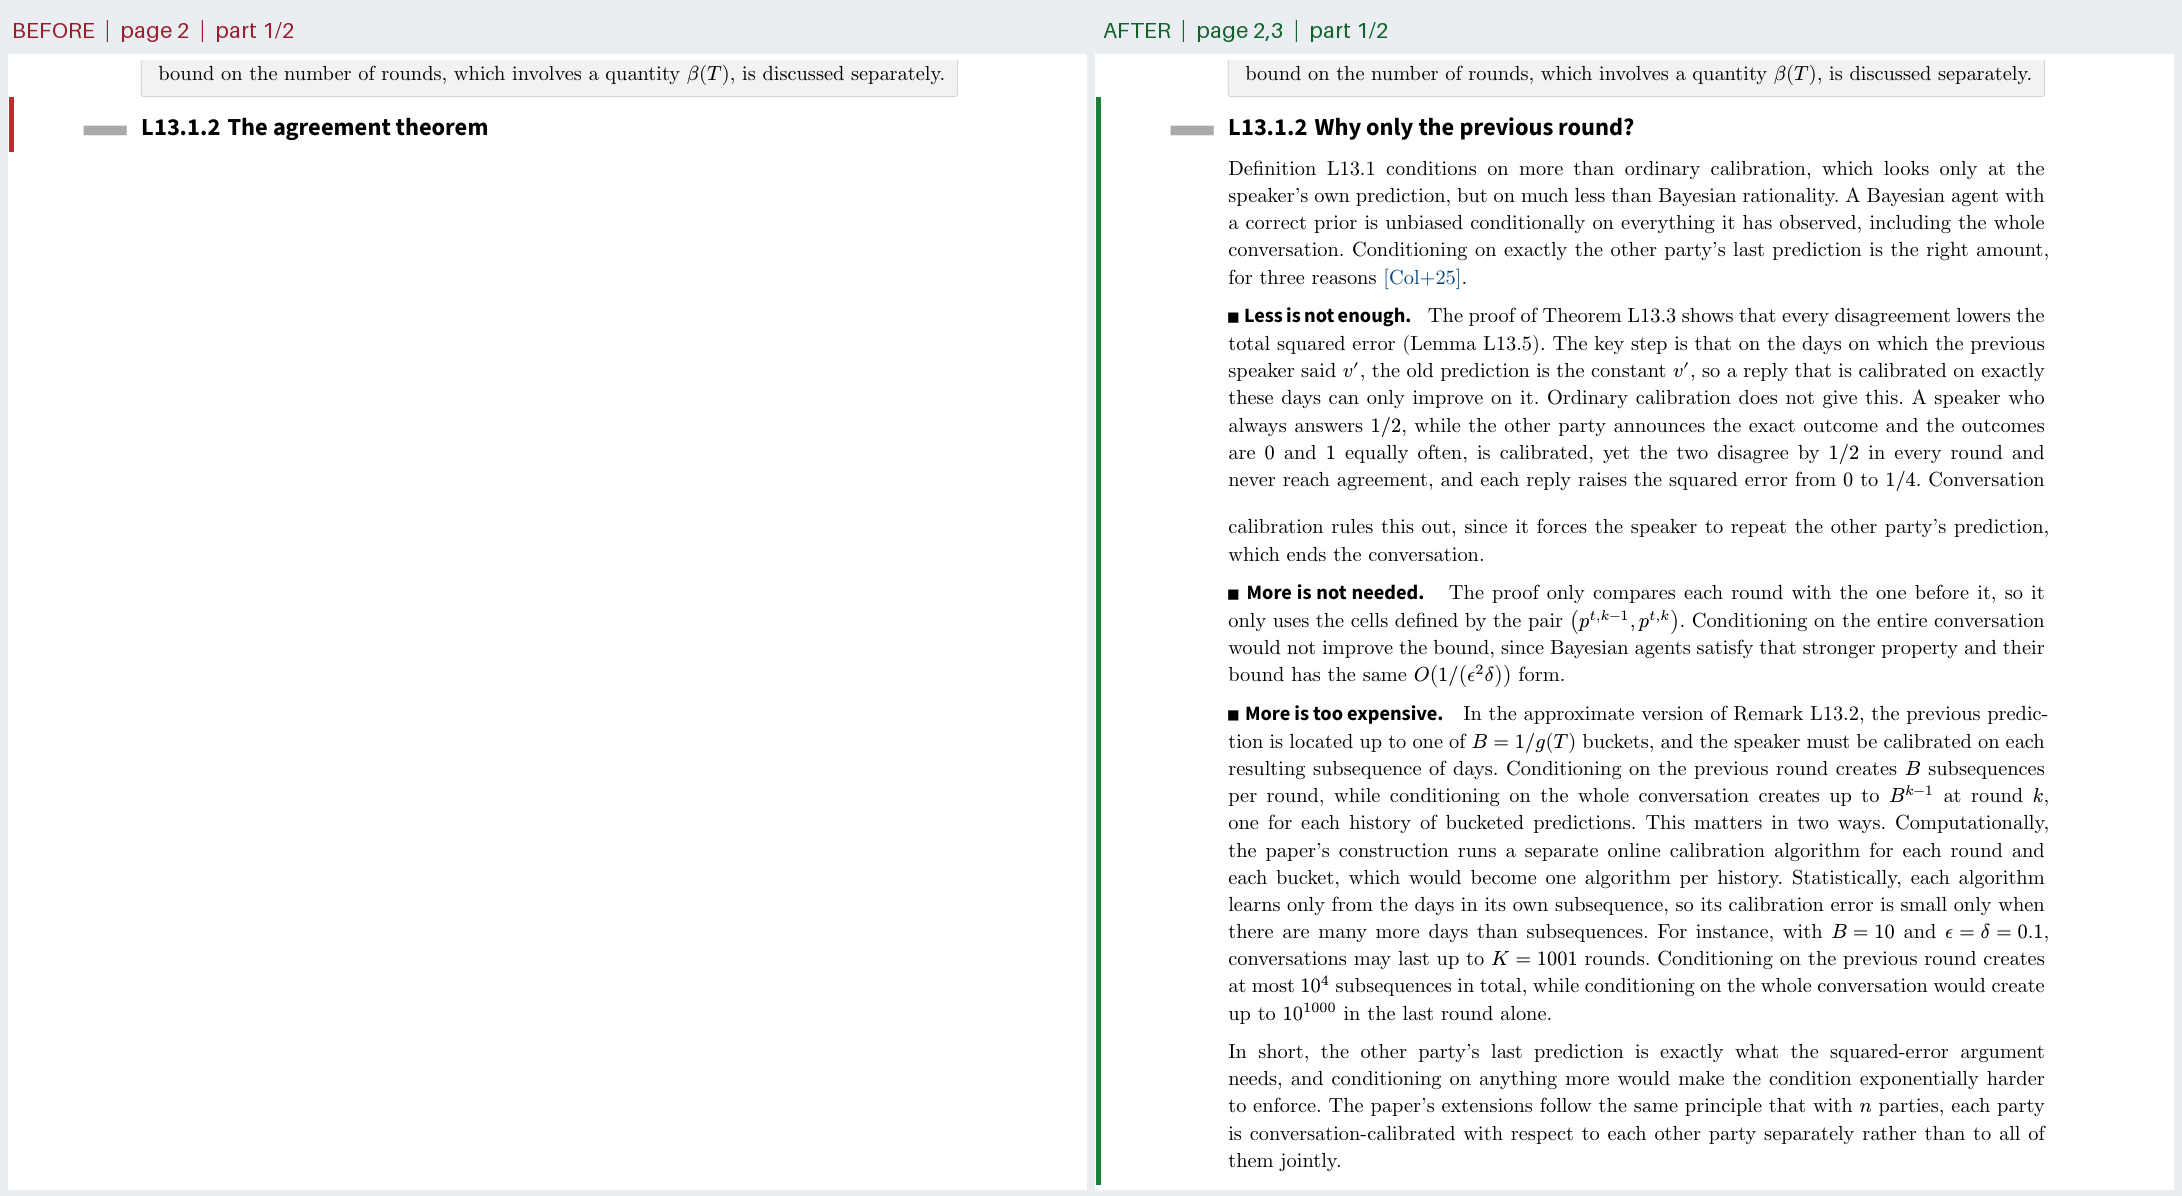 BEFORE | page 2 | part 1/2
bound on the number of rounds, which involves a quantity β(T), is discussed separately.
L13.1.2 The agreement theorem
AFTER | page 2,3 | part 1/2
bound on the number of rounds, which involves a quantity β(T), is discussed separately.
L13.1.2 Why only the previous round?
Definition L13.1 conditions on more than ordinary calibration, which looks only at the
speaker's own prediction, but on much less than Bayesian rationality. A Bayesian agent with
a correct prior is unbiased conditionally on everything it has observed, including the whole
conversation. Conditioning on exactly the other party's last prediction is the right amount,
for three reasons [Col+25].
■ Less is not enough. The proof of Theorem L13.3 shows that every disagreement lowers the
total squared error (Lemma L13.5). The key step is that on the days on which the previous
speaker said v′, the old prediction is the constant v′, so a reply that is calibrated on exactly
these days can only improve on it. Ordinary calibration does not give this. A speaker who
always answers 1/2, while the other party announces the exact outcome and the outcomes
are 0 and 1 equally often, is calibrated, yet the two disagree by 1/2 in every round and
never reach agreement, and each reply raises the squared error from 0 to 1/4. Conversation
calibration rules this out, since it forces the speaker to repeat the other party's prediction,
which ends the conversation.
■ More is not needed. The proof only compares each round with the one before it, so it
only uses the cells defined by the pair (p^{t,k−1}, p^{t,k}). Conditioning on the entire conversation
would not improve the bound, since Bayesian agents satisfy that stronger property and their
bound has the same O(1/(ϵ²δ)) form.
■ More is too expensive. In the approximate version of Remark L13.2, the previous predic-
tion is located up to one of B = 1/g(T) buckets, and the speaker must be calibrated on each
resulting subsequence of days. Conditioning on the previous round creates B subsequences
per round, while conditioning on the whole conversation creates up to B^{k−1} at round k,
one for each history of bucketed predictions. This matters in two ways. Computationally,
the paper's construction runs a separate online calibration algorithm for each round and
each bucket, which would become one algorithm per history. Statistically, each algorithm
learns only from the days in its own subsequence, so its calibration error is small only when
there are many more days than subsequences. For instance, with B = 10 and ϵ = δ = 0.1,
conversations may last up to K = 1001 rounds. Conditioning on the previous round creates
at most 10⁴ subsequences in total, while conditioning on the whole conversation would create
up to 10¹⁰⁰⁰ in the last round alone.
In short, the other party's last prediction is exactly what the squared-error argument
needs, and conditioning on anything more would make the condition exponentially harder
to enforce. The paper's extensions follow the same principle that with n parties, each party
is conversation-calibrated with respect to each other party separately rather than to all of
them jointly.